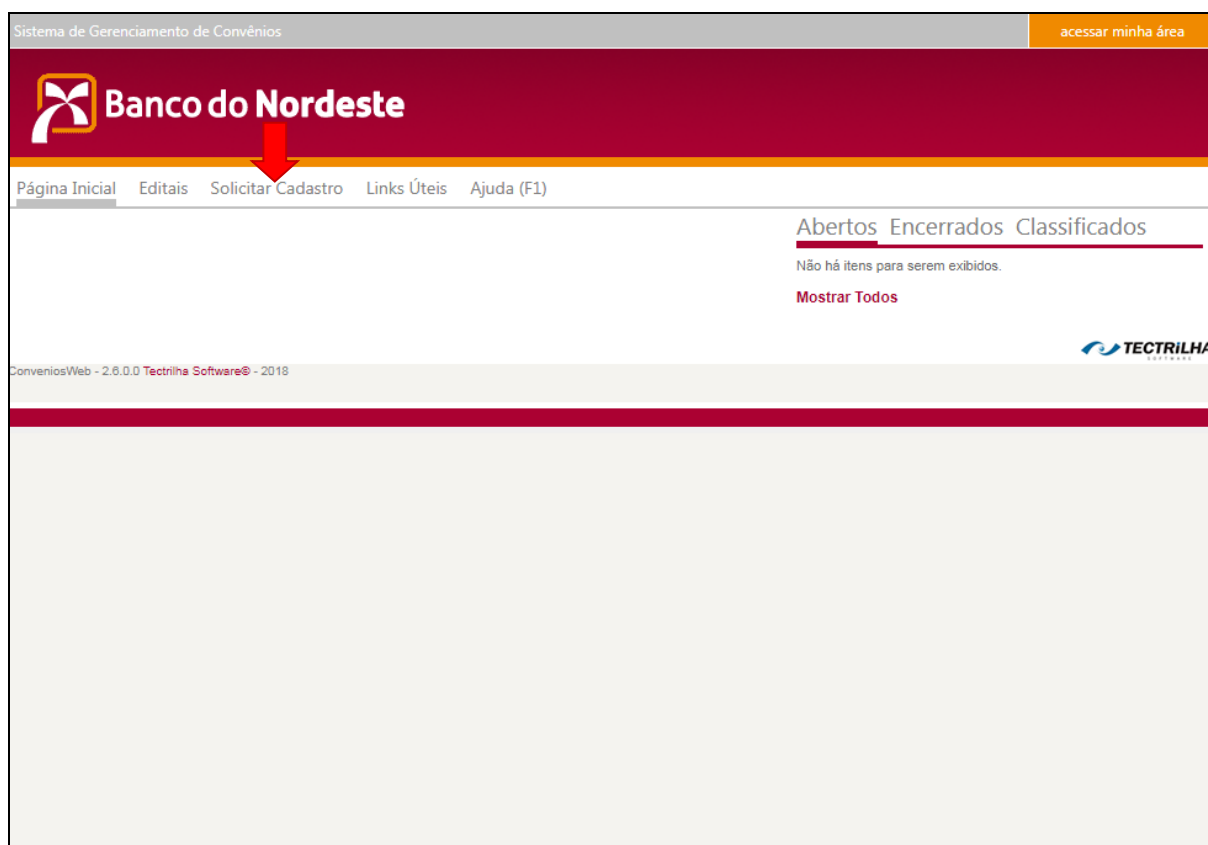 Sistema de Gerenciamento de Convênios
acessar minha área
Banco do Nordeste
Página Inicial Editais Solicitar Cadastro Links Úteis Ajuda (F1)
Abertos Encerrados Classificados
Não há itens para serem exibidos.
Mostrar Todos
TECTRiLHA
SOFTWARE
ConveniosWeb - 2.6.0.0 Tectrilha Software® - 2018